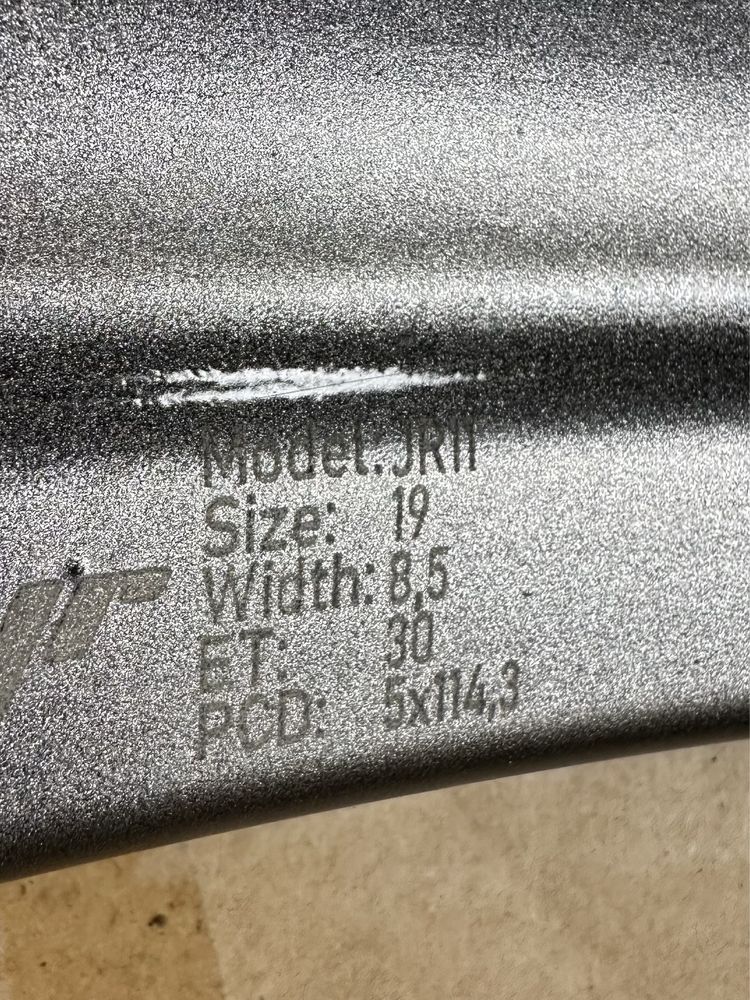 Model: JR11
Size: 19
Width: 8,5
ET: 30
PCD: 5x114,3